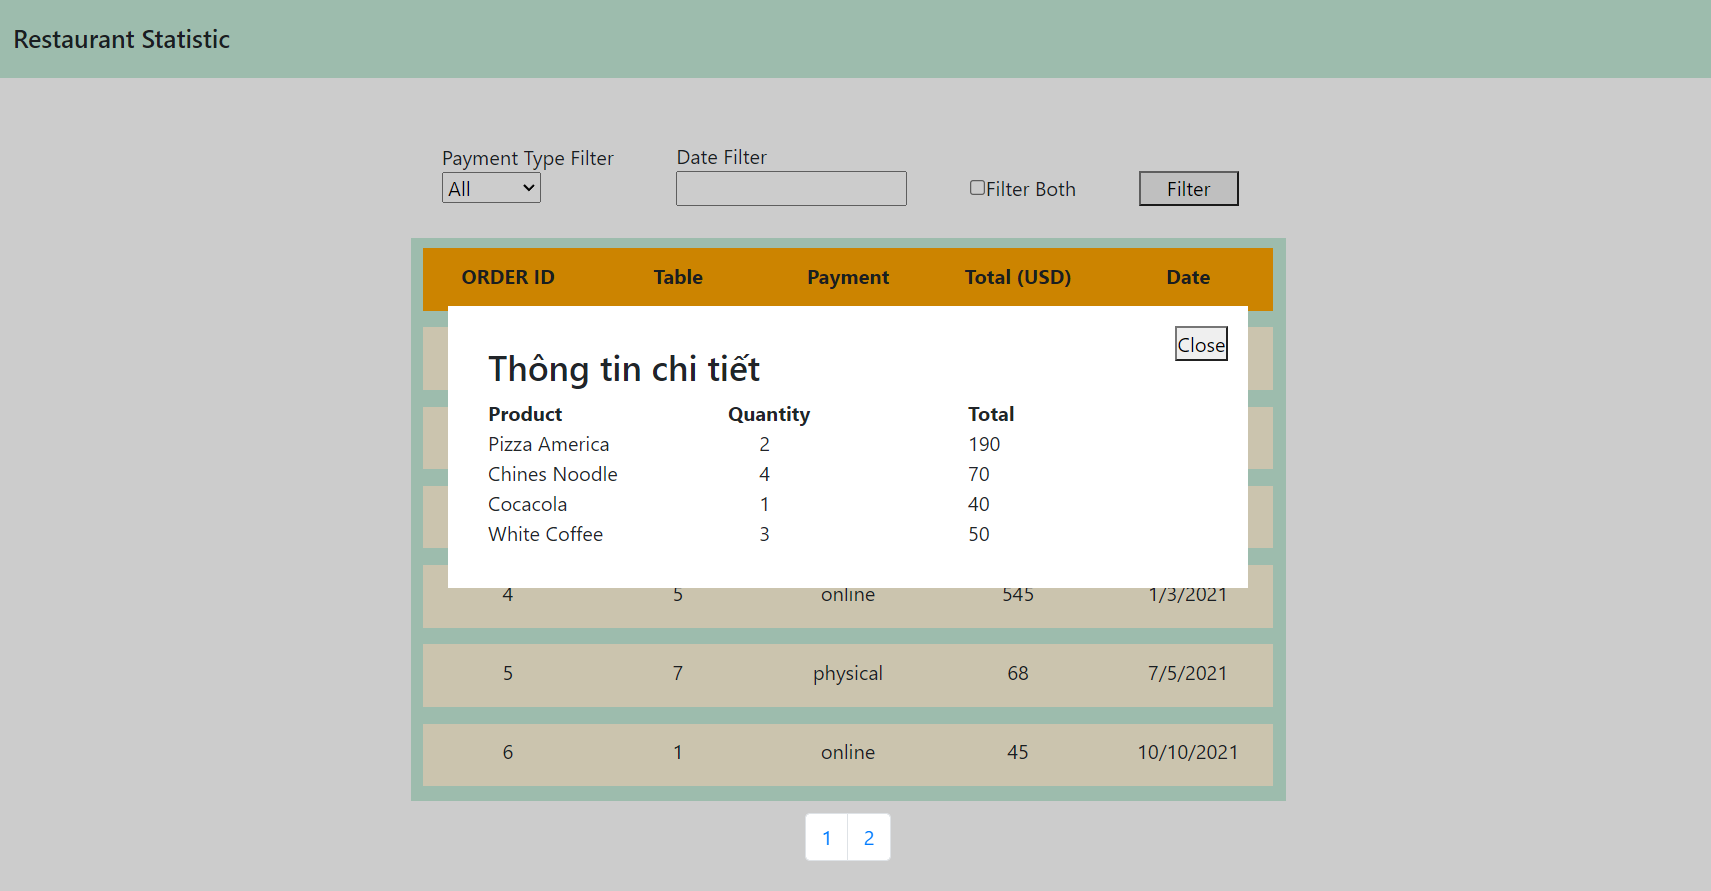 Restaurant Statistic
Payment Type Filter Date Filter
All Filter Both Filter
ORDER ID Table Payment Total (USD) Date
Close
Thông tin chi tiết
Product Quantity Total
Pizza America 2 190
Chines Noodle 4 70
Cocacola 1 40
White Coffee 3 50
4 5 online 545 1/3/2021
5 7 physical 68 7/5/2021
6 1 online 45 10/10/2021
1 2